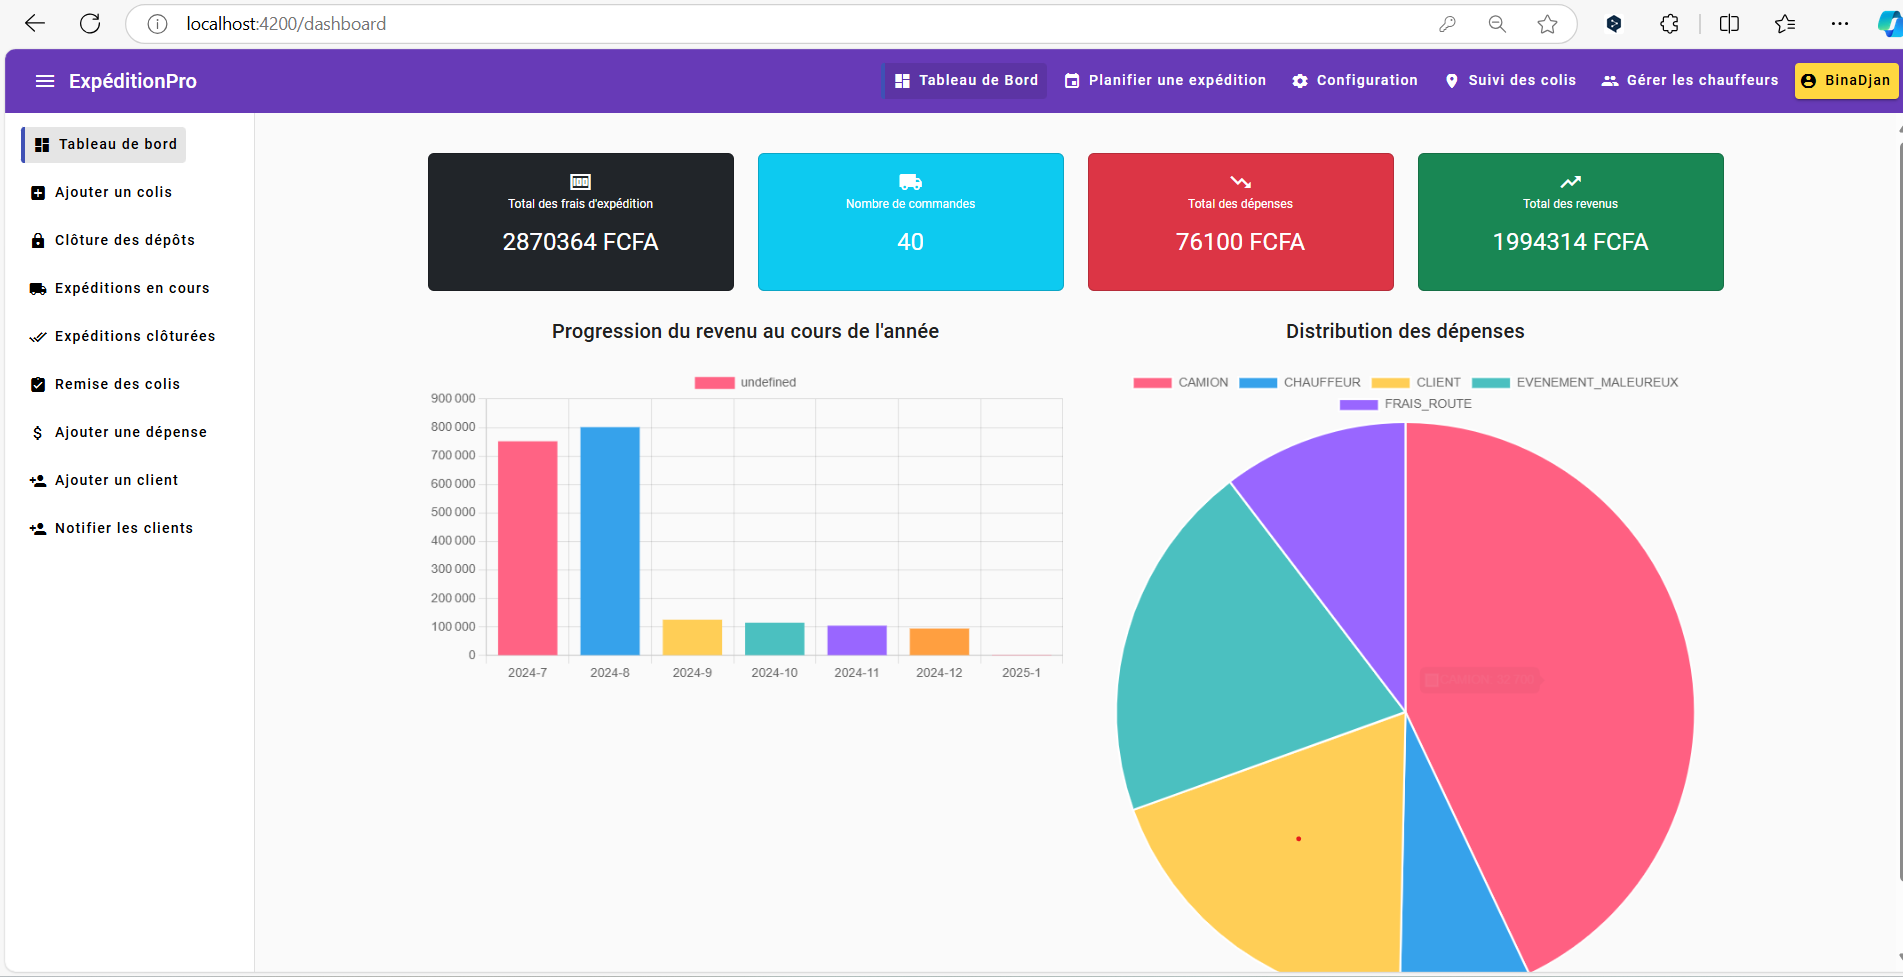 localhost:4200/dashboard
ExpéditionPro
Tableau de Bord
Planifier une expédition
Configuration
Suivi des colis
Gérer les chauffeurs
BinaDjan
Tableau de bord
Ajouter un colis
Clôture des dépôts
Expéditions en cours
Expéditions clôturées
Remise des colis
Ajouter une dépense
Ajouter un client
Notifier les clients
100
Total des frais d'expédition
2870364 FCFA
Nombre de commandes
40
Total des dépenses
76100 FCFA
Total des revenus
1994314 FCFA
Progression du revenu au cours de l'année
undefined
900 000
800 000
700 000
600 000
500 000
400 000
300 000
200 000
100 000
0
2024-7 2024-8 2024-9 2024-10 2024-11 2024-12 2025-1
Distribution des dépenses
CAMION CHAUFFEUR CLIENT EVENEMENT_MALEUREUX
FRAIS_ROUTE
CAMION